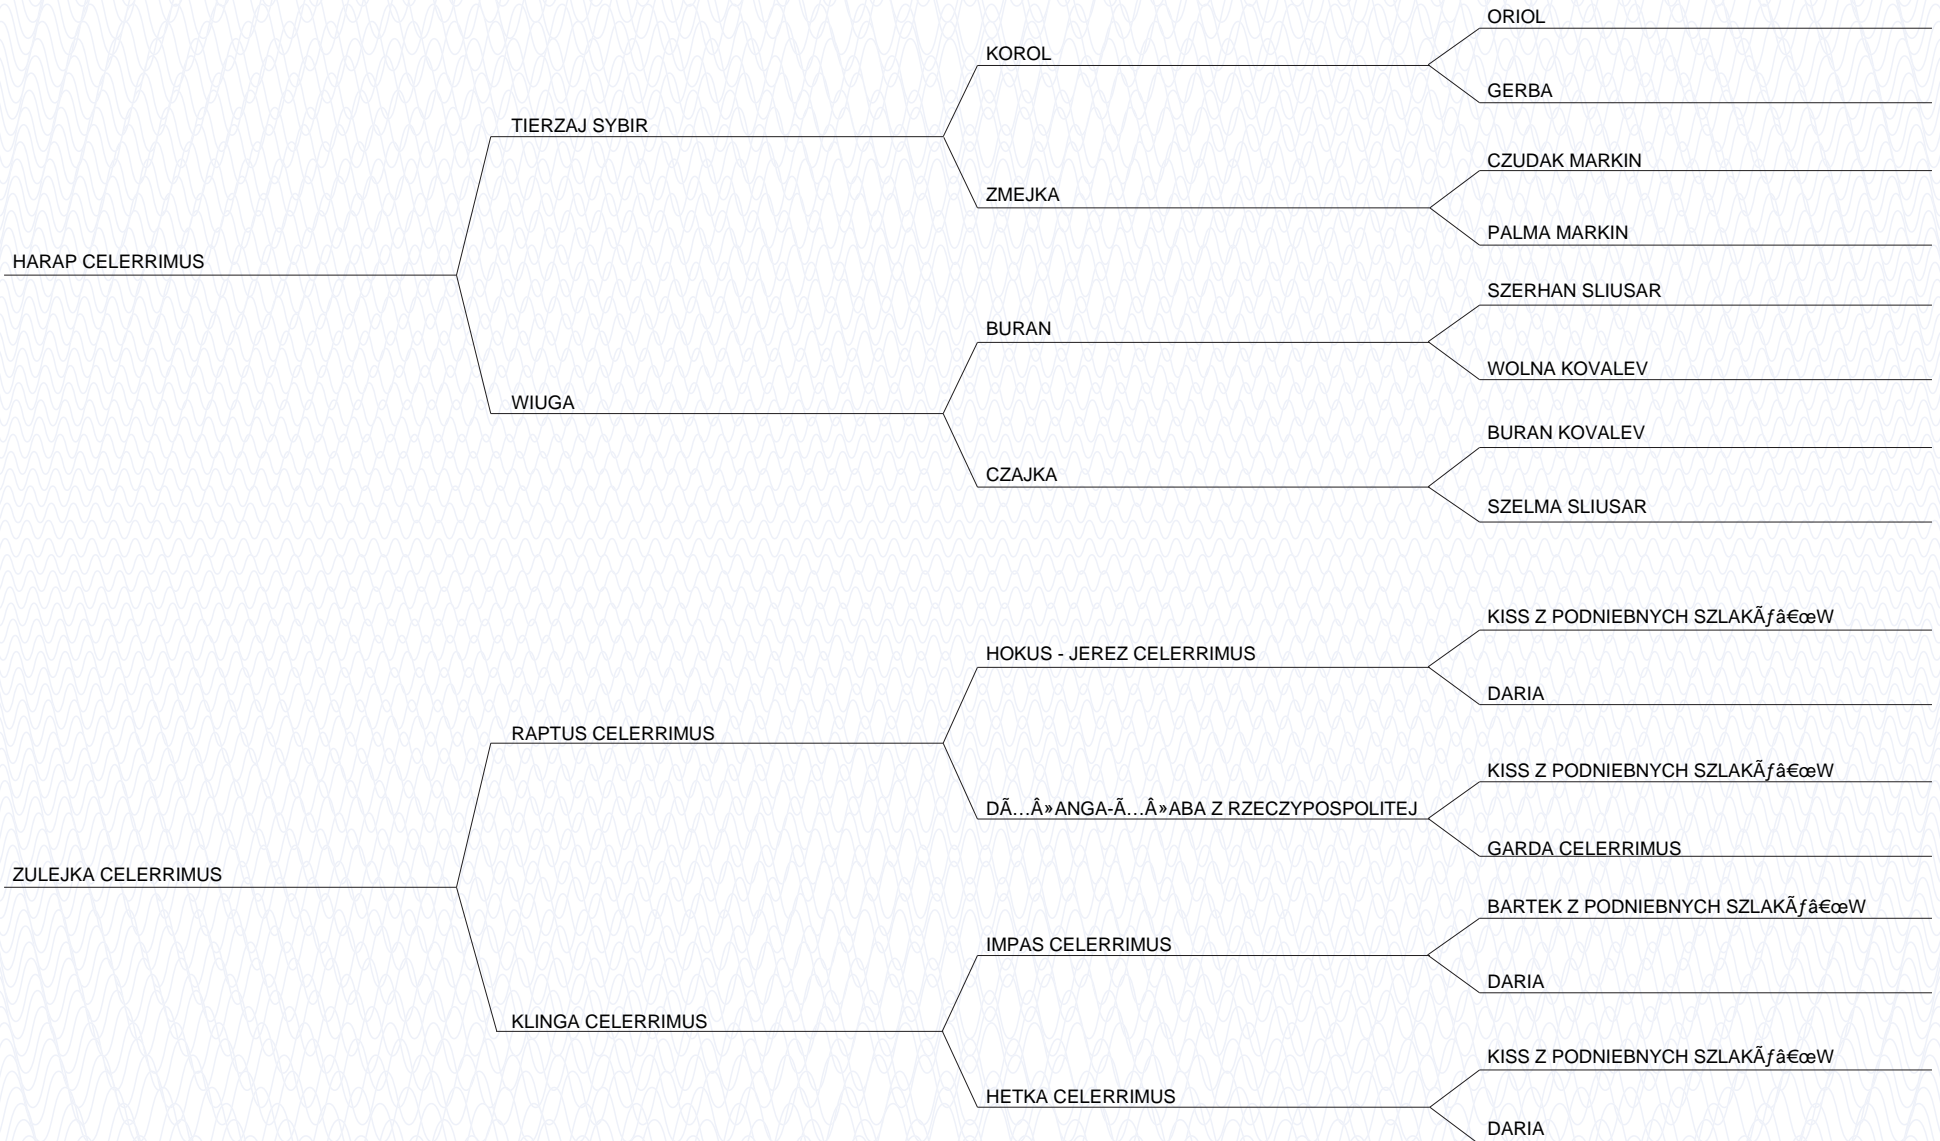 ORIOL
KOROL
GERBA
TIERZAJ SYBIR
CZUDAK MARKIN
ZMEJKA
PALMA MARKIN
HARAP CELERRIMUS
SZERHAN SLIUSAR
BURAN
WOLNA KOVALEV
WIUGA
BURAN KOVALEV
CZAJKA
SZELMA SLIUSAR
KISS Z PODNIEBNYCH SZLAKÃƒâ€œW
HOKUS - JEREZ CELERRIMUS
DARIA
RAPTUS CELERRIMUS
KISS Z PODNIEBNYCH SZLAKÃƒâ€œW
DÃ…Â»ANGA-Ã…Â»ABA Z RZECZYPOSPOLITEJ
GARDA CELERRIMUS
ZULEJKA CELERRIMUS
BARTEK Z PODNIEBNYCH SZLAKÃƒâ€œW
IMPAS CELERRIMUS
DARIA
KLINGA CELERRIMUS
KISS Z PODNIEBNYCH SZLAKÃƒâ€œW
HETKA CELERRIMUS
DARIA